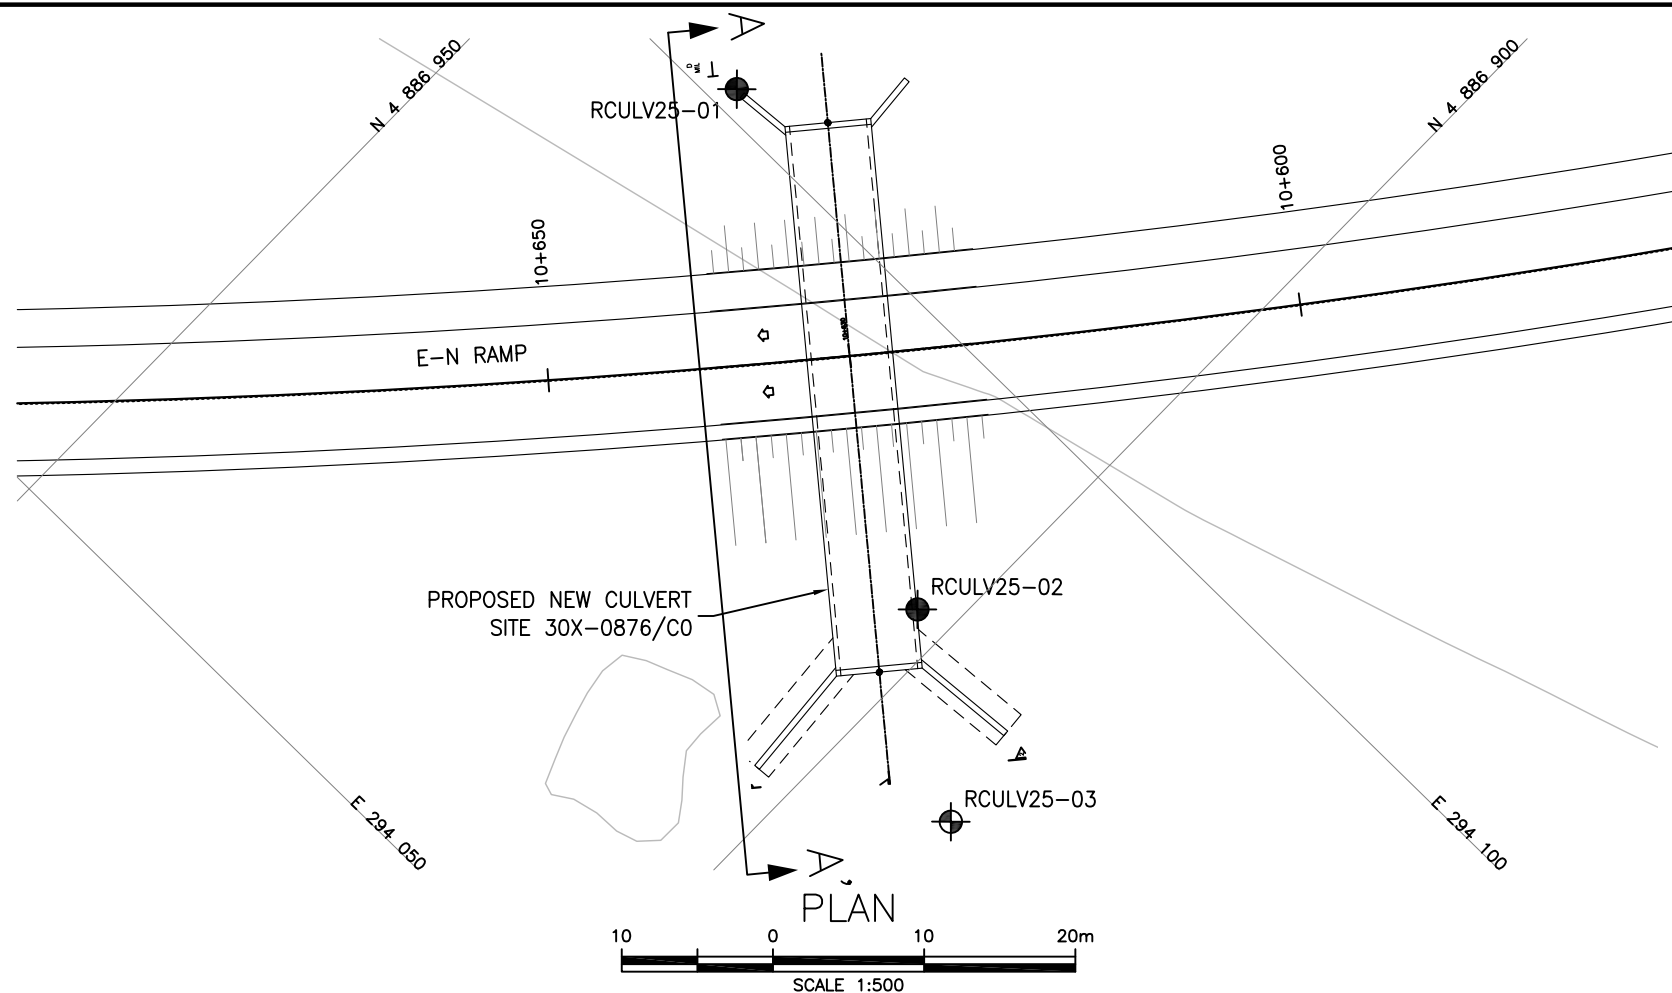 A
N 4 886 950
N 4 886 900
RCULV25-01
10+650
10+600
E-N RAMP
RCULV25-02
PROPOSED NEW CULVERT
SITE 30X-0876/C0
RCULV25-03
E 294 050
E 294 100
A'
PLAN
10 0 10 20m
SCALE 1:500